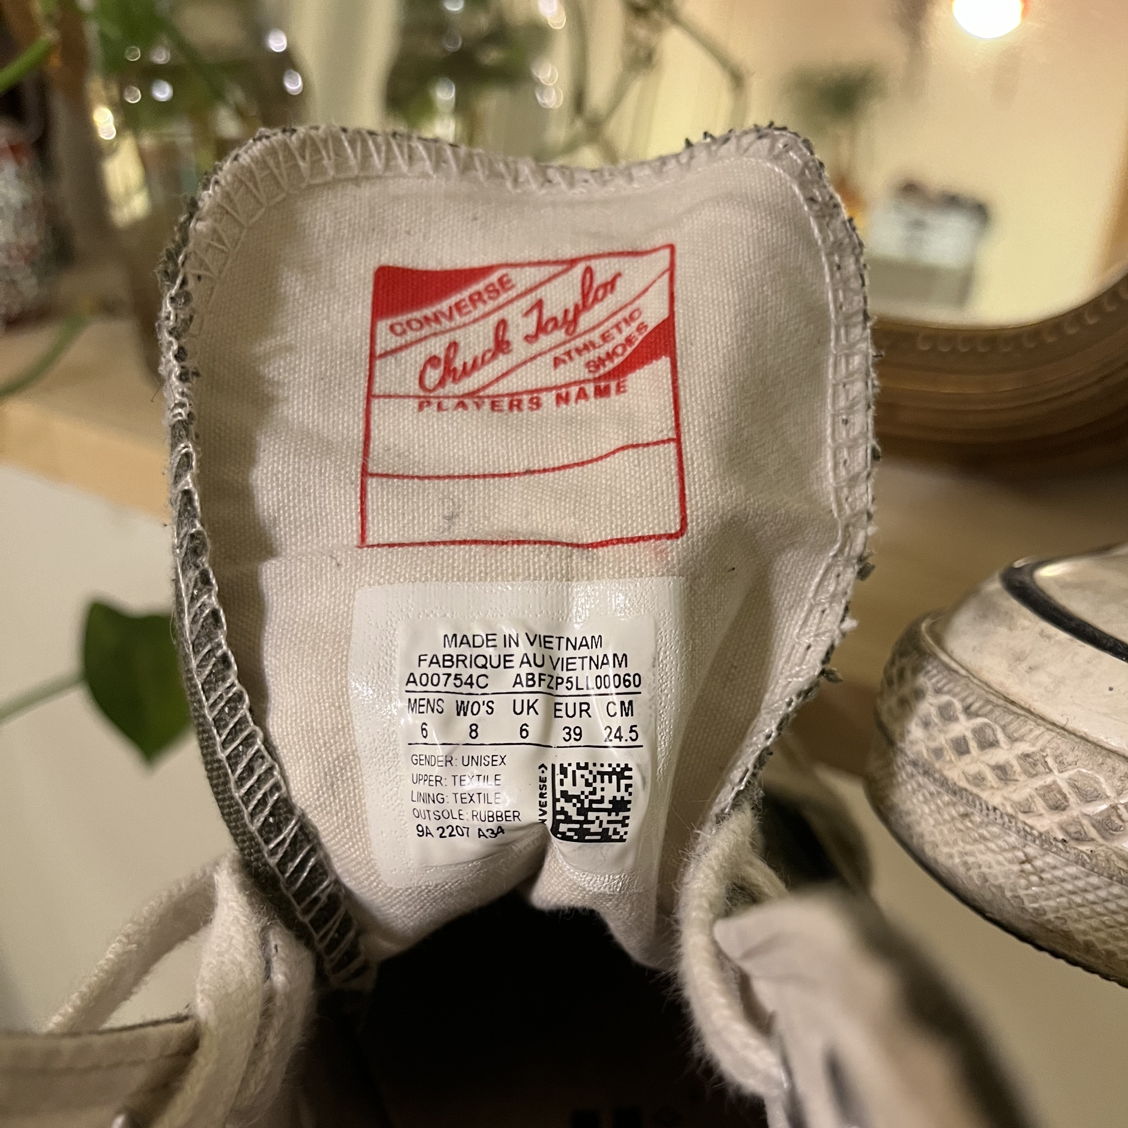 CONVERSE
Chuck Taylor
ATHLETIC
SHOES
PLAYERS NAME
MADE IN VIETNAM
FABRIQUE AU VIETNAM
A00754C ABFZP5LL00060
MENS WO'S UK EUR CM
6 8 6 39 24.5
GENDER: UNISEX
UPPER: TEXTILE
LINING: TEXTILE
OUTSOLE: RUBBER
9A 2207 A3A